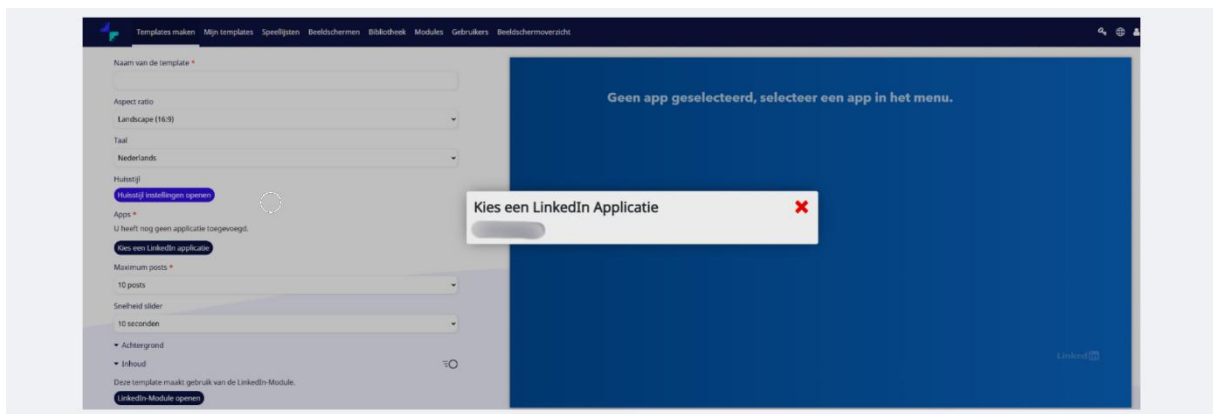 Templates maken Mijn templates Speellijsten Beeldschermen Bibliotheek Modules Gebruikers Beeldschermoverzicht
Naam van de template *
Aspect ratio
Landscape (16:9)
Taal
Nederlands
Huisstijl
Huisstijl instellingen openen
Apps *
U heeft nog geen applicatie toegevoegd.
Kies een LinkedIn applicatie
Maximum posts *
10 posts
Snelheid slider
10 seconden
Achtergrond
Inhoud
Deze template maakt gebruik van de LinkedIn-Module.
LinkedIn-Module openen
Geen app geselecteerd, selecteer een app in het menu.
Kies een LinkedIn Applicatie
Linked in